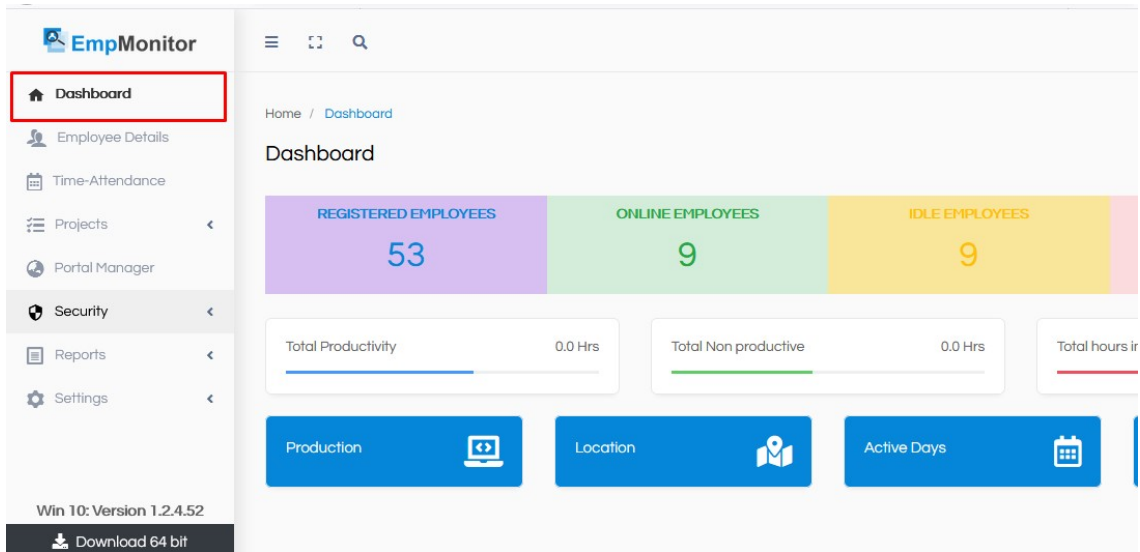 EmpMonitor
Dashboard
Employee Details
Time-Attendance
Projects
Portal Manager
Security
Reports
Settings
Win 10: Version 1.2.4.52
Download 64 bit
Home / Dashboard
Dashboard
REGISTERED EMPLOYEES
53
ONLINE EMPLOYEES
9
IDLE EMPLOYEES
9
Total Productivity 0.0 Hrs
Total Non productive 0.0 Hrs
Total hours
Production
Location
Active Days